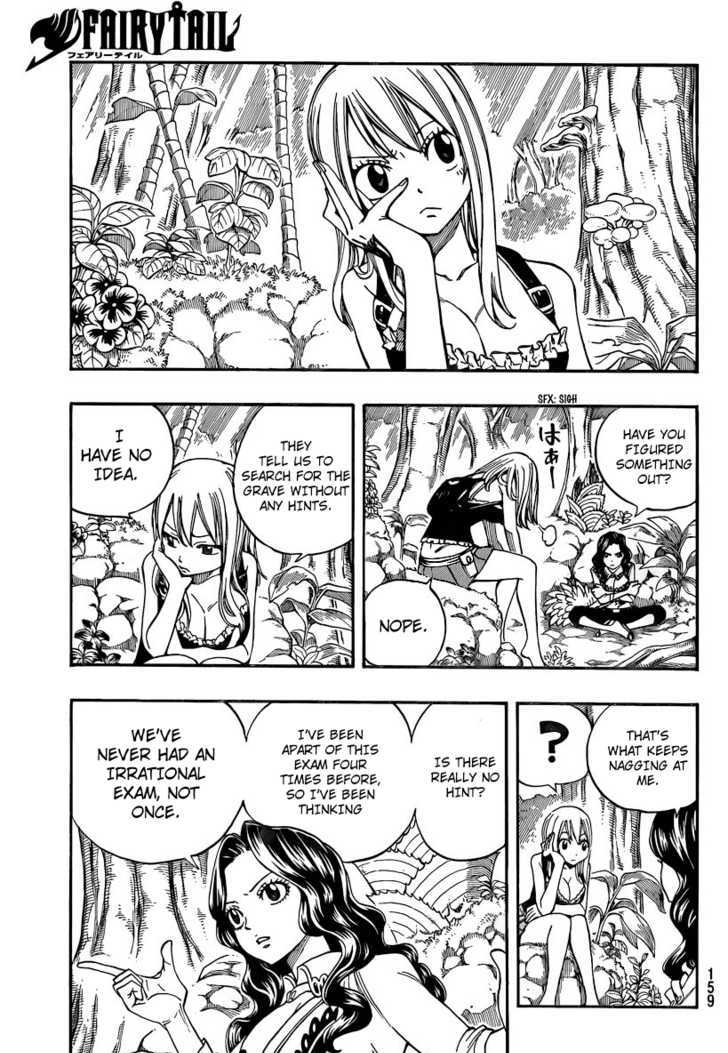 FAIRY TAIL
フェアリーテイル
SFX: SIGH
はぁー
HAVE YOU
FIGURED
SOMETHING
OUT?
NOPE.
THEY
TELL US TO
SEARCH FOR THE
GRAVE WITHOUT
ANY HINTS.
I
HAVE NO
IDEA.
THAT'S
WHAT KEEPS
NAGGING AT
ME.
?
IS THERE
REALLY NO
HINT?
I'VE BEEN
APART OF THIS
EXAM FOUR
TIMES BEFORE,
SO I'VE BEEN
THINKING
WE'VE
NEVER HAD AN
IRRATIONAL
EXAM, NOT
ONCE.
159